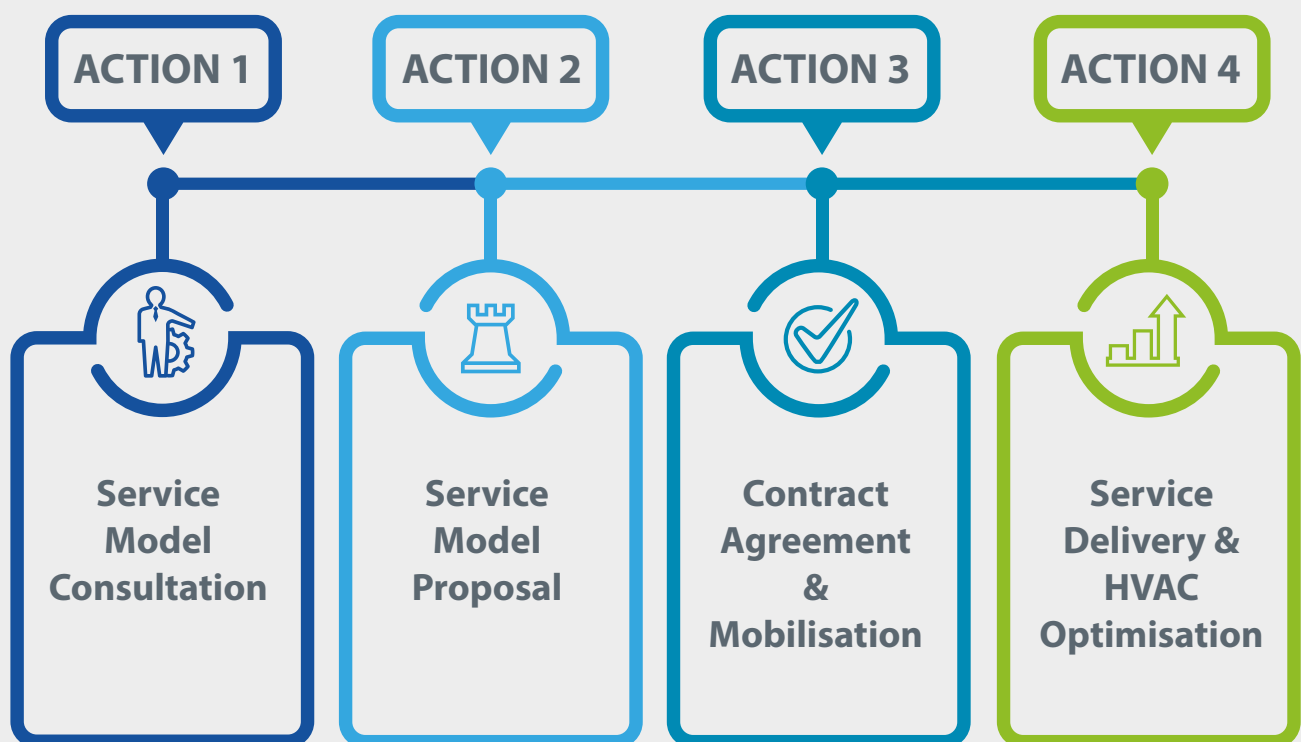 ACTION 1
ACTION 2
ACTION 3
ACTION 4
Service
Model
Consultation
Service
Model
Proposal
Contract
Agreement
&
Mobilisation
Service
Delivery &
HVAC
Optimisation